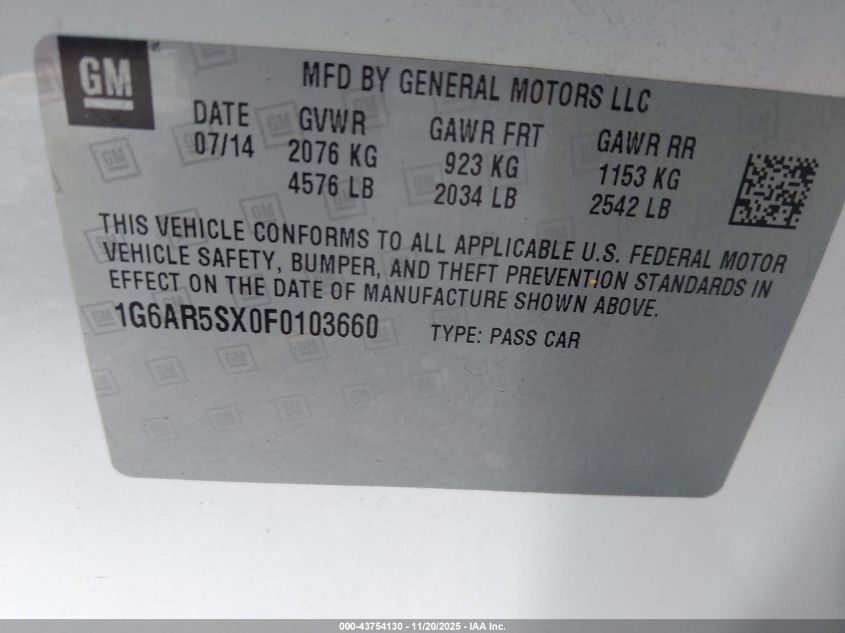 GM
MFD BY GENERAL MOTORS LLC
DATE GVWR GAWR FRT GAWR RR
07/14 2076 KG 923 KG 1153 KG
4576 LB 2034 LB 2542 LB
THIS VEHICLE CONFORMS TO ALL APPLICABLE U.S. FEDERAL MOTOR
VEHICLE SAFETY, BUMPER, AND THEFT PREVENTION STANDARDS IN
EFFECT ON THE DATE OF MANUFACTURE SHOWN ABOVE.
1G6AR5SX0F0103660 TYPE: PASS CAR
000-43754130 - 11/20/2025 - IAA Inc.